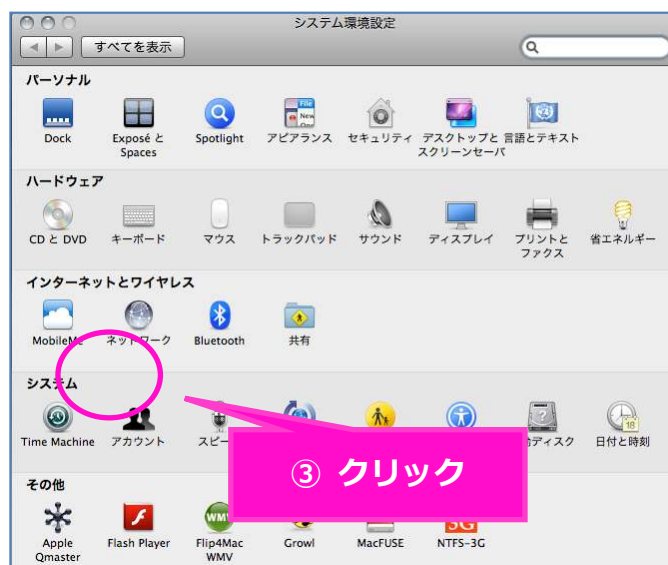 システム環境設定
すべてを表示
パーソナル
Dock
Exposé と
Spaces
Spotlight
アピアランス
セキュリティ
デスクトップと
スクリーンセーバ
言語とテキスト
ハードウェア
CD と DVD
キーボード
マウス
トラックパッド
サウンド
ディスプレイ
プリントと
ファクス
省エネルギー
インターネットとワイヤレス
MobileMe
ネットワーク
Bluetooth
共有
システム
Time Machine
アカウント
スピー
ディスク
日付と時刻
18
③ クリック
その他
Apple
Qmaster
Flash Player
Flip4Mac
WMV
Growl
MacFUSE
NTFS-3G